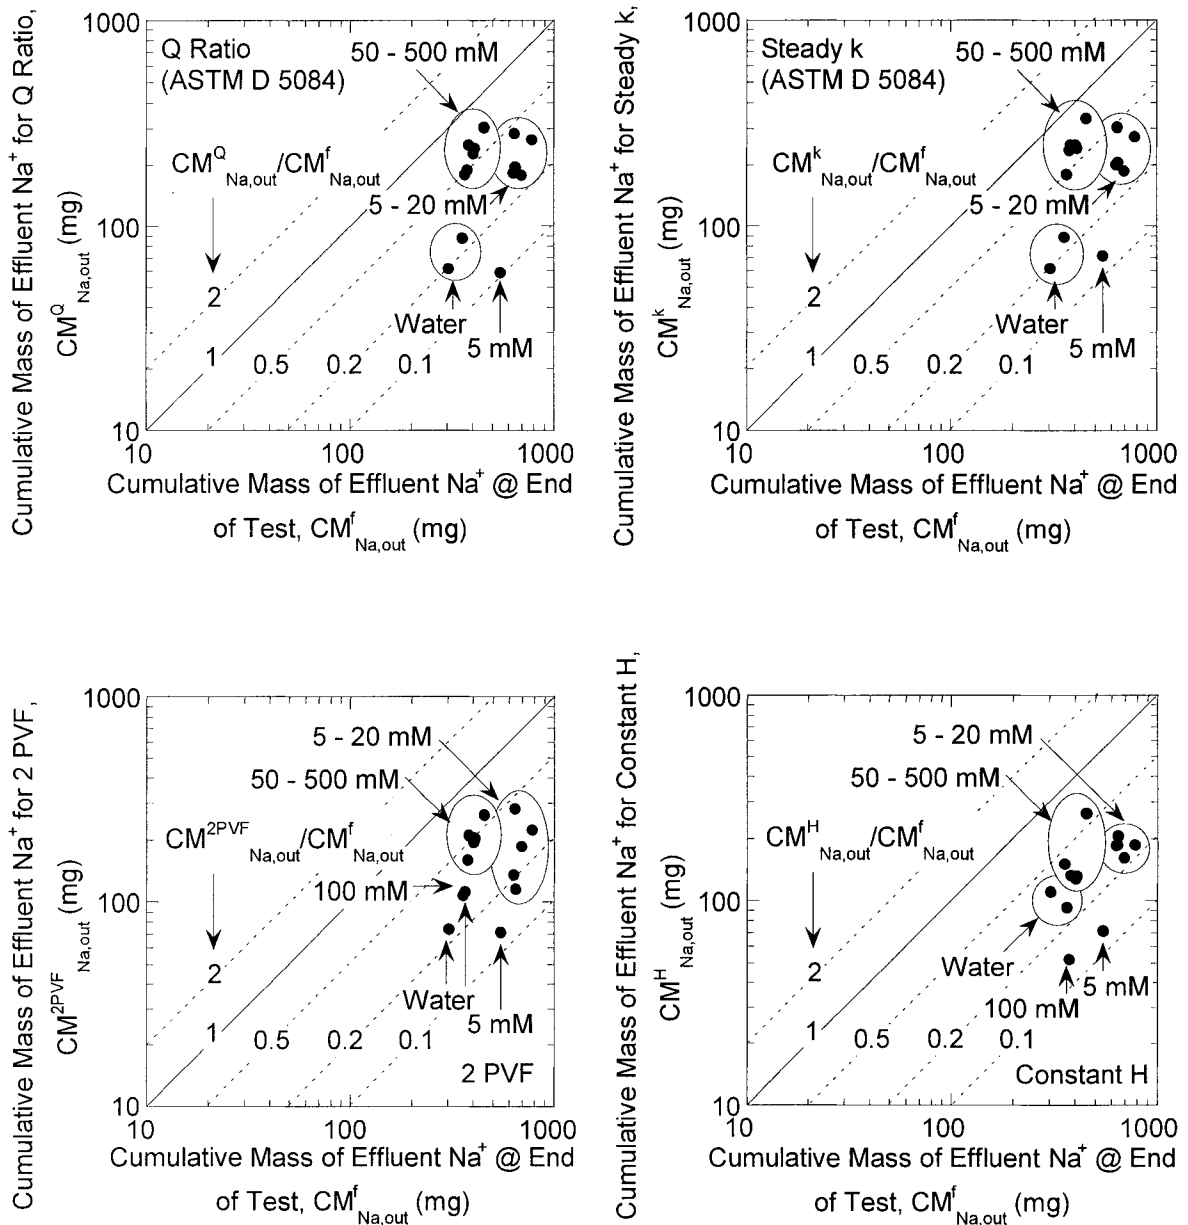 Cumulative Mass of Effluent Na⁺ for Q Ratio,
CM^Q_Na,out (mg)
1000
100
10
Q Ratio
(ASTM D 5084)
50 - 500 mM
CM^Q_Na,out/CM^f_Na,out
5 - 20 mM
2
1
0.5
0.2
0.1
Water
5 mM
10
100
1000
Cumulative Mass of Effluent Na⁺ @ End
of Test, CM^f_Na,out (mg)
Cumulative Mass of Effluent Na⁺ for Steady k,
CM^k_Na,out (mg)
1000
100
10
Steady k
(ASTM D 5084)
50 - 500 mM
CM^k_Na,out/CM^f_Na,out
5 - 20 mM
2
1
0.5
0.2
0.1
Water
5 mM
10
100
1000
Cumulative Mass of Effluent Na⁺ @ End
of Test, CM^f_Na,out (mg)
Cumulative Mass of Effluent Na⁺ for 2 PVF,
CM^2PVF_Na,out (mg)
1000
100
10
5 - 20 mM
50 - 500 mM
CM^2PVF_Na,out/CM^f_Na,out
100 mM
2
1
0.5
0.2
0.1
Water
5 mM
2 PVF
10
100
1000
Cumulative Mass of Effluent Na⁺ @ End
of Test, CM^f_Na,out (mg)
Cumulative Mass of Effluent Na⁺ for Constant H,
CM^H_Na,out (mg)
1000
100
10
5 - 20 mM
50 - 500 mM
CM^H_Na,out/CM^f_Na,out
2
1
0.5
0.2
0.1
Water
100 mM
5 mM
Constant H
10
100
1000
Cumulative Mass of Effluent Na⁺ @ End
of Test, CM^f_Na,out (mg)